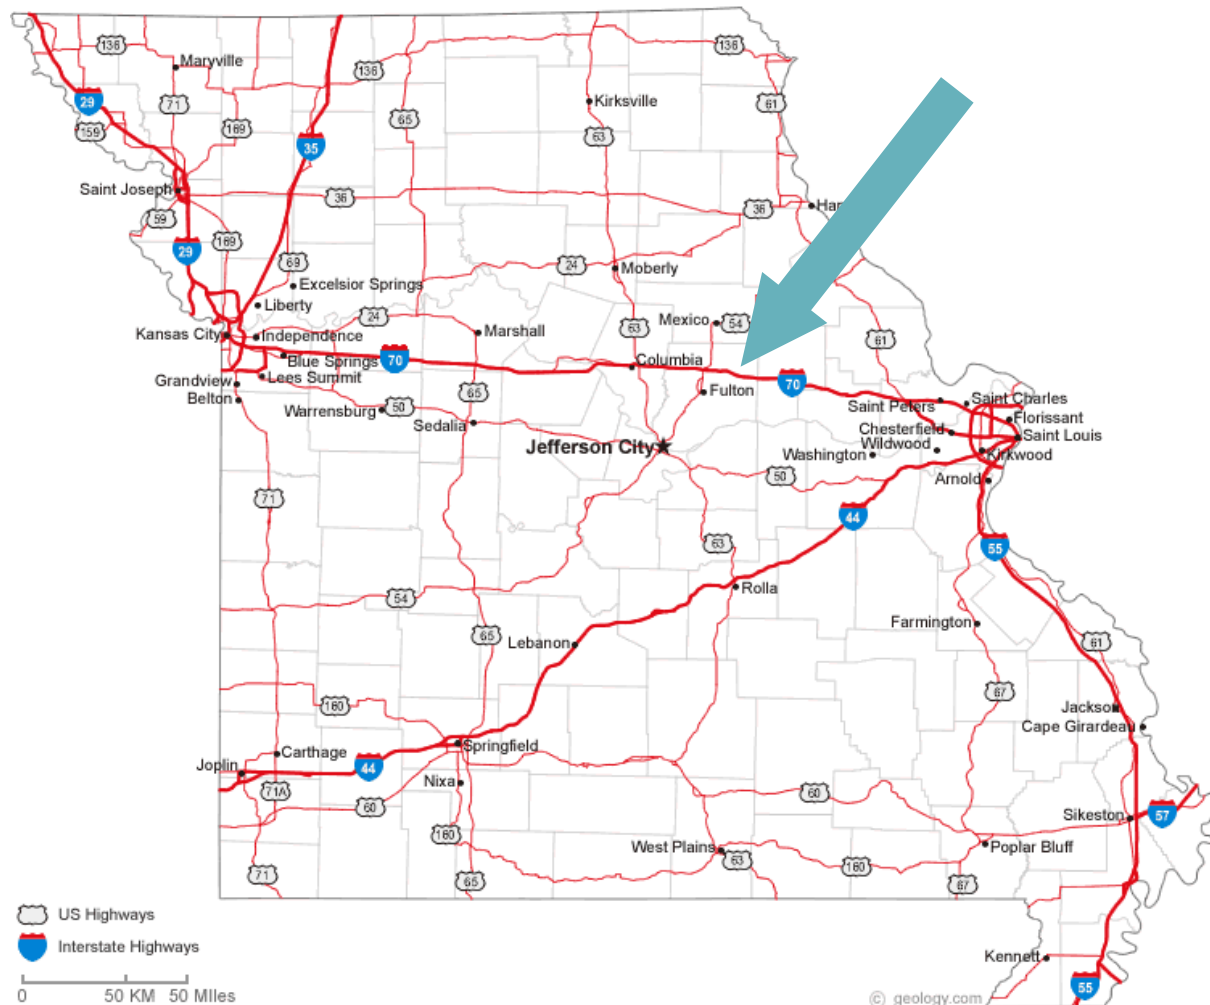 136
136
Maryville
136
29
71
Kirksville
61
65
159
169
63
35
Saint Joseph
36
36
Har
59
169
29
69
24
Moberly
Excelsior Springs
Liberty
24
Mexico 54
63
Marshall
Kansas City
Independence
61
Blue Springs
70
Columbia
Lees Summit
70
Grandview
Fulton
65
Belton
Saint Charles
Saint Peters
Warrensburg 50
Florissant
Sedalia
Chesterfield
Saint Louis
Wildwood
Jefferson City
Washington
Kirkwood
50
Arnold
71
44
63
55
Rolla
54
Farmington
65
61
Lebanon
67
160
Jackson
Cape Girardeau
Springfield
Carthage
Joplin
44
Nixa
71A
60
60
Sikeston
57
160
West Plains
63
Poplar Bluff
160
71
65
67
US Highways
Interstate Highways
Kennett
55
0 50 KM 50 MIles
© geology.com